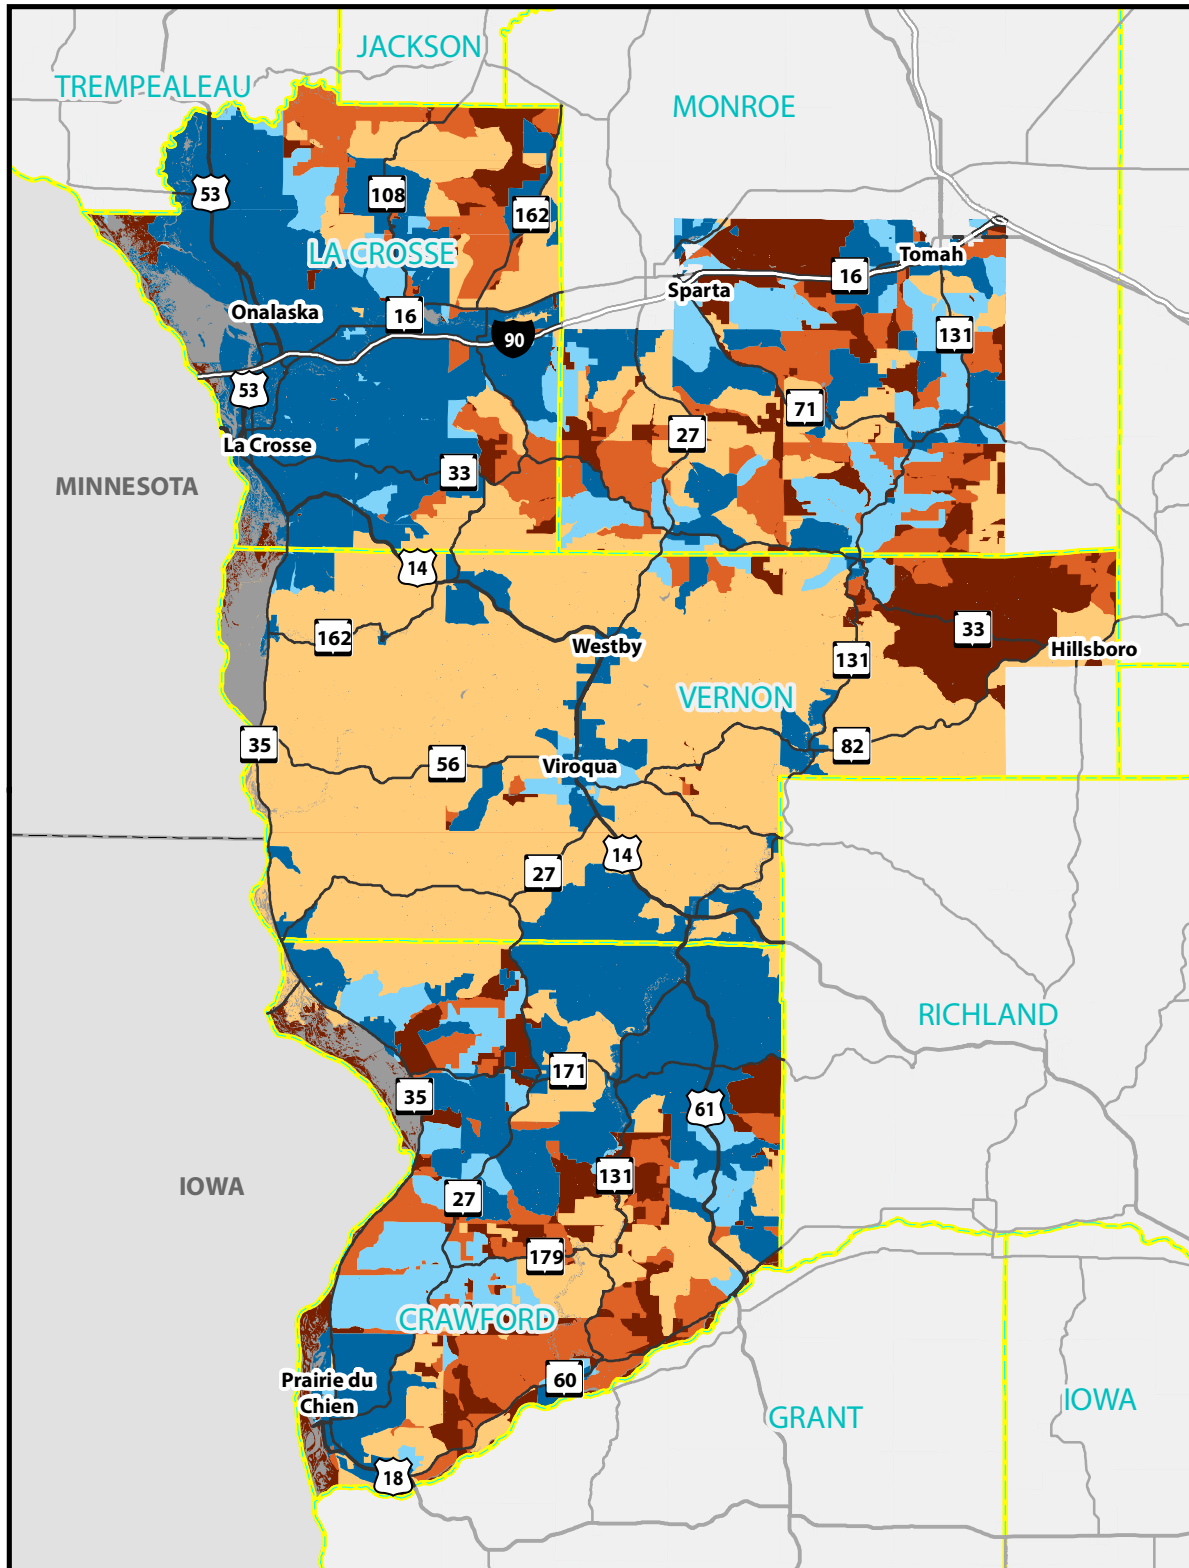 JACKSON
TREMPEALEAU
MONROE
53
108
162
LA CROSSE
Tomah
16
Sparta
Onalaska
16
131
90
53
71
27
La Crosse
33
MINNESOTA
14
162
33
Westby
131
Hillsboro
VERNON
35
82
56
Viroqua
14
27
RICHLAND
171
35
61
131
IOWA
27
179
CRAWFORD
60
Prairie du
Chien
IOWA
GRANT
18